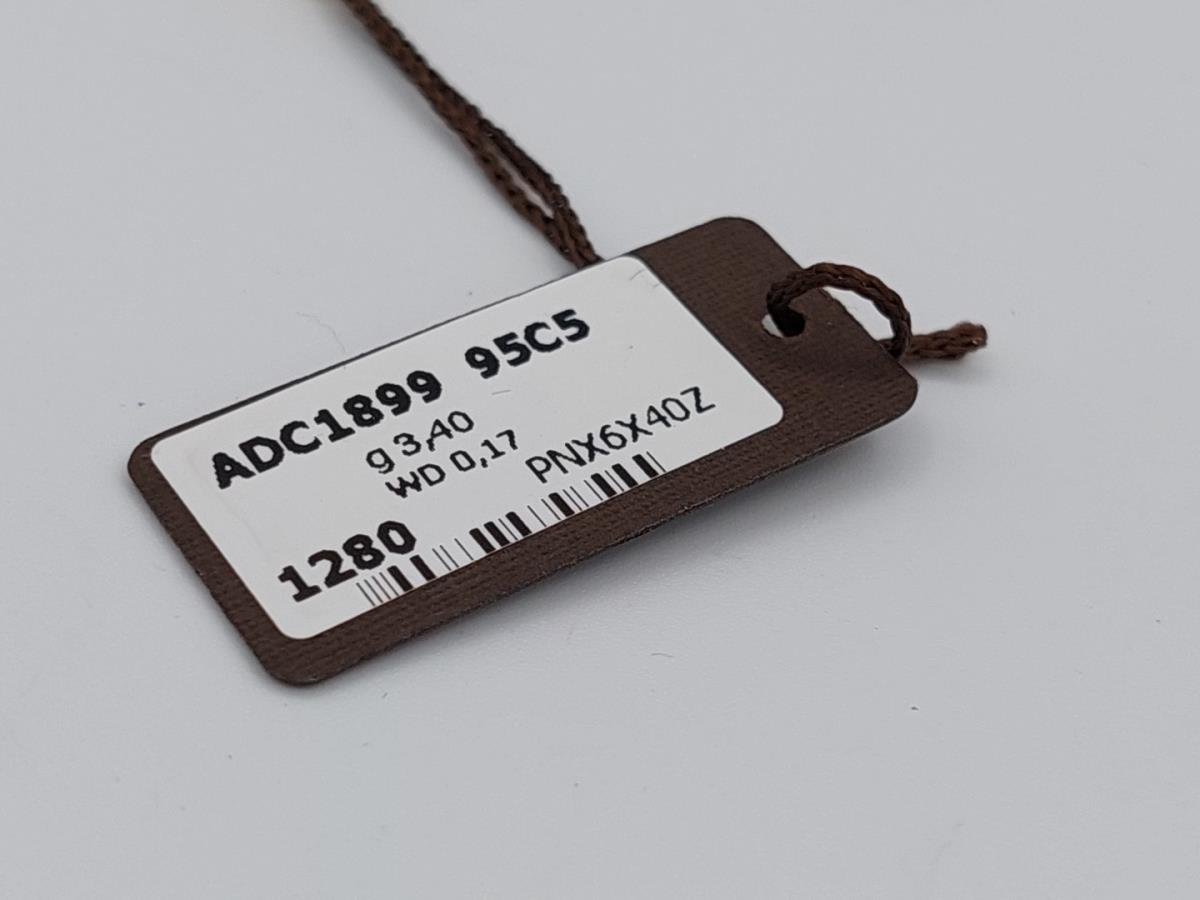 ADC1899 95C5
g 3,40
WD 0,17
PNX6X40Z
1280